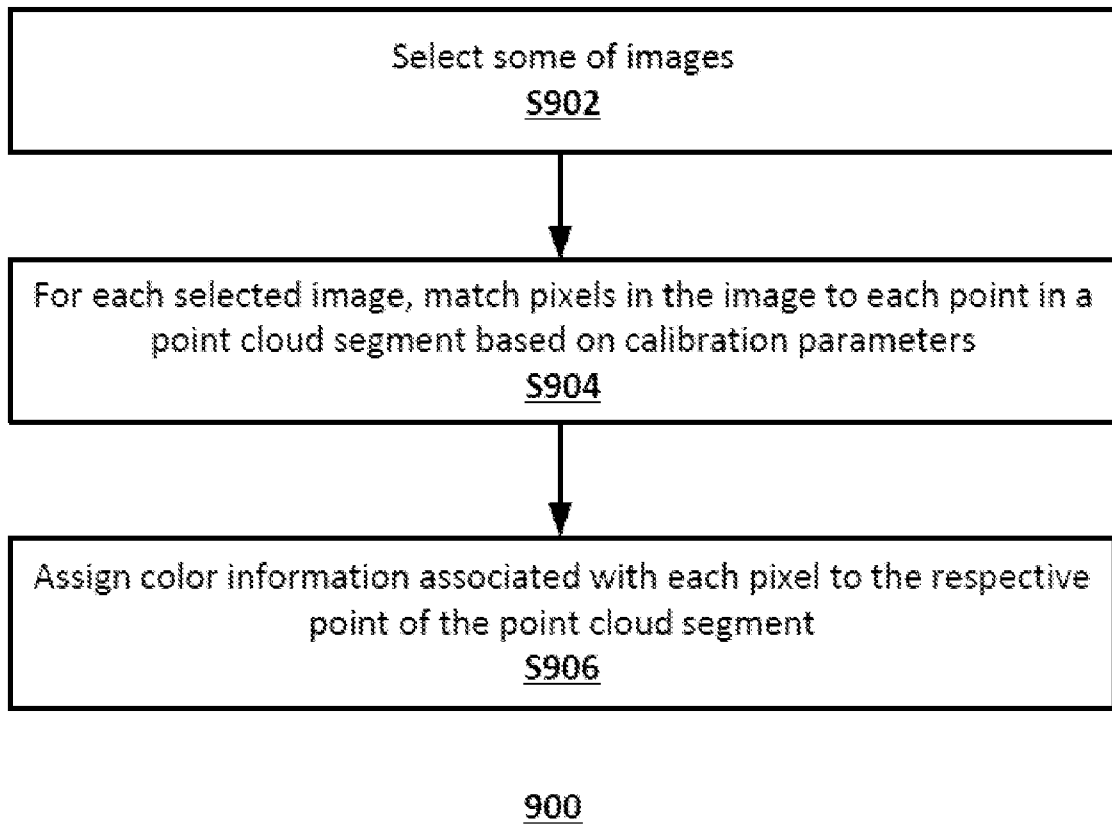 Select some of images
S902
For each selected image, match pixels in the image to each point in a
point cloud segment based on calibration parameters
S904
Assign color information associated with each pixel to the respective
point of the point cloud segment
S906
900